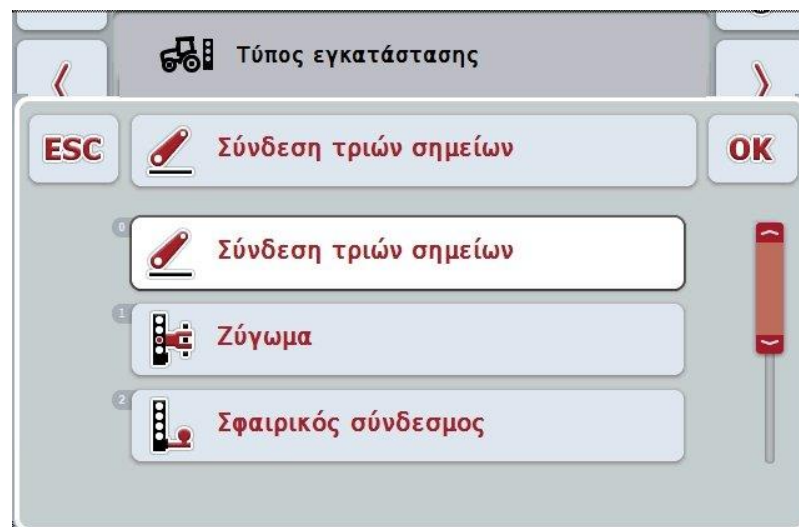 Τύπος εγκατάστασης
ESC
Σύνδεση τριών σημείων
OK
0
Σύνδεση τριών σημείων
1
Ζύγωμα
2
Σφαιρικός σύνδεσμος